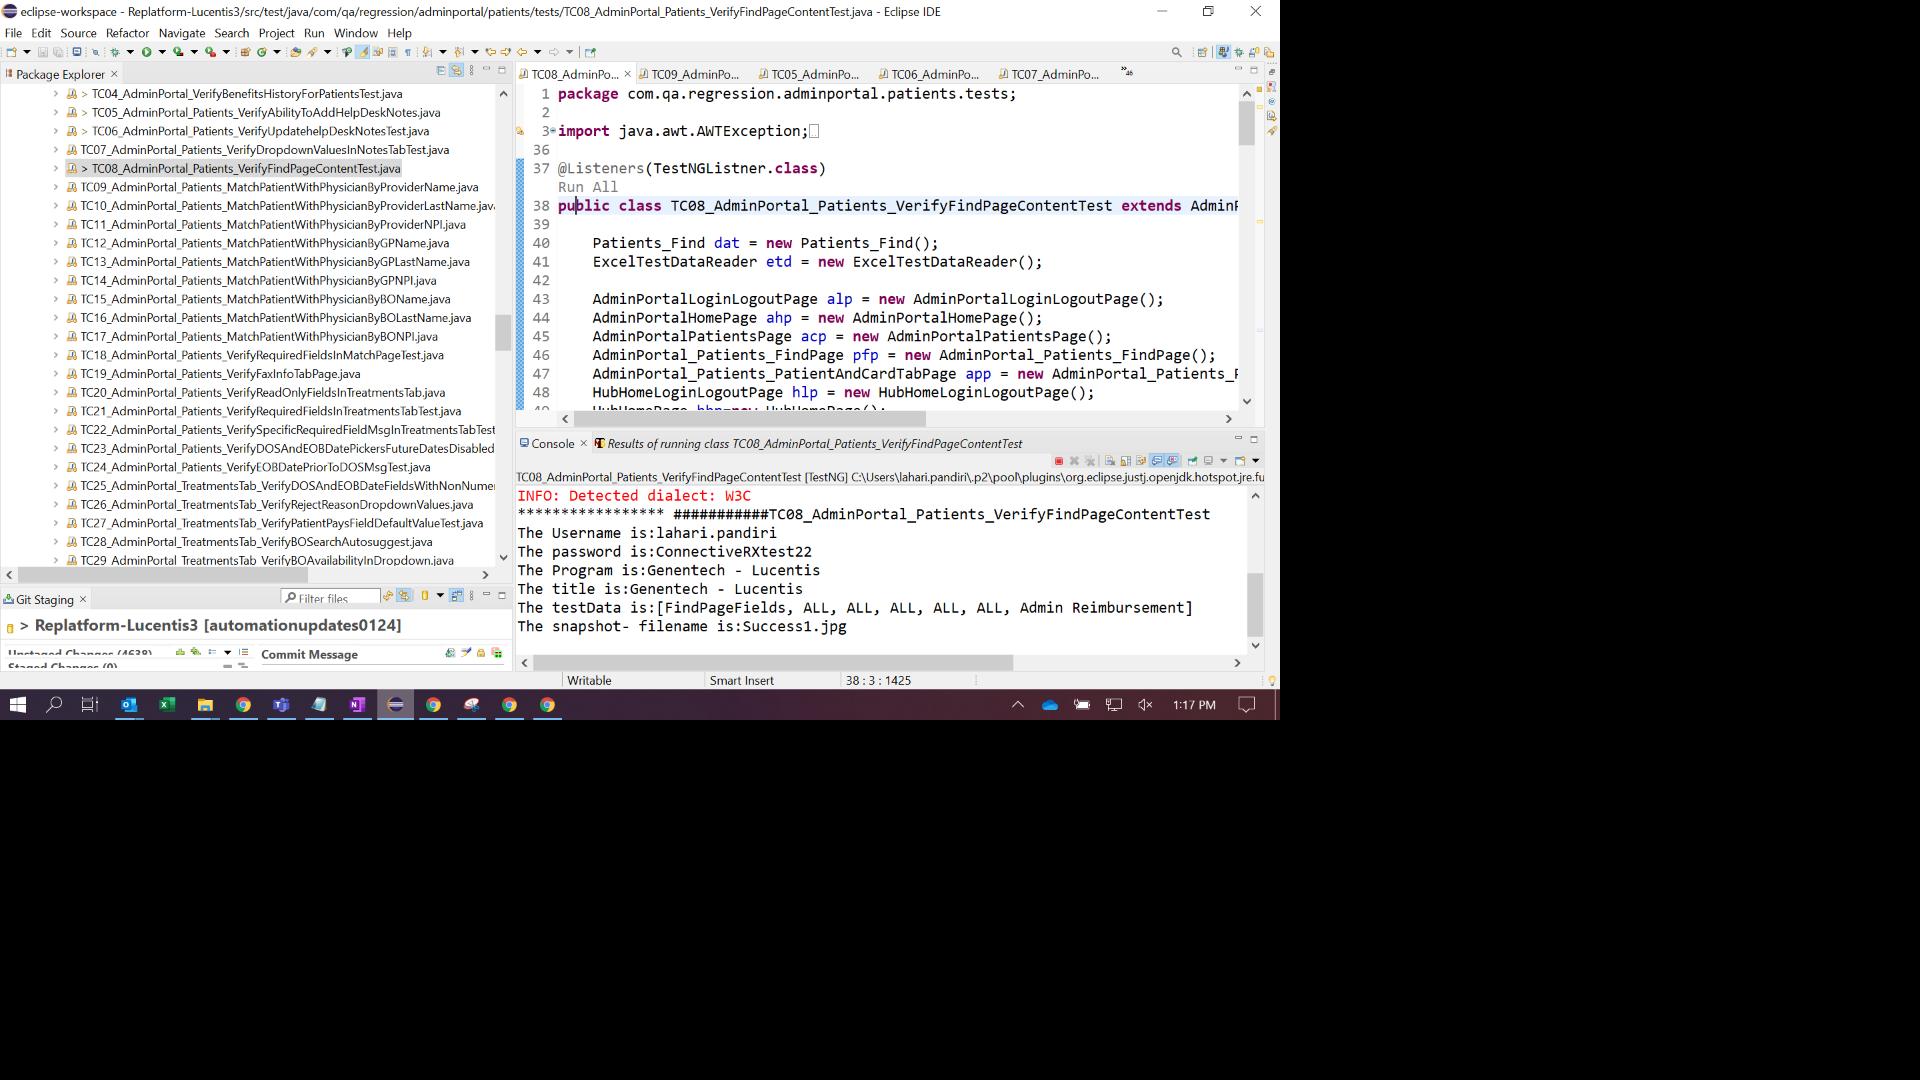 eclipse-workspace - Replatform-Lucentis3/src/test/java/com/qa/regression/adminportal/patients/tests/TC08_AdminPortal_Patients_VerifyFindPageContentTest.java - Eclipse IDE
File Edit Source Refactor Navigate Search Project Run Window Help
Package Explorer
> TC04_AdminPortal_VerifyBenefitsHistoryForPatientsTest.java
> TC05_AdminPortal_Patients_VerifyAbilityToAddHelpDeskNotes.java
> TC06_AdminPortal_Patients_VerifyUpdatehelpDeskNotesTest.java
TC07_AdminPortal_Patients_VerifyDropdownValuesInNotesTabTest.java
> TC08_AdminPortal_Patients_VerifyFindPageContentTest.java
TC09_AdminPortal_Patients_MatchPatientWithPhysicianByProviderName.java
TC10_AdminPortal_Patients_MatchPatientWithPhysicianByProviderLastName.java
TC11_AdminPortal_Patients_MatchPatientWithPhysicianByProviderNPI.java
TC12_AdminPortal_Patients_MatchPatientWithPhysicianByGPName.java
TC13_AdminPortal_Patients_MatchPatientWithPhysicianByGPLastName.java
TC14_AdminPortal_Patients_MatchPatientWithPhysicianByGPNPI.java
TC15_AdminPortal_Patients_MatchPatientWithPhysicianByBOName.java
TC16_AdminPortal_Patients_MatchPatientWithPhysicianByBOLastName.java
TC17_AdminPortal_Patients_MatchPatientWithPhysicianByBONPI.java
TC18_AdminPortal_Patients_VerifyRequiredFieldsInMatchPageTest.java
TC19_AdminPortal_Patients_VerifyFaxInfoTabPage.java
TC20_AdminPortal_Patients_VerifyReadOnlyFieldsInTreatmentsTab.java
TC21_AdminPortal_Patients_VerifyRequiredFieldsInTreatmentsTabTest.java
TC22_AdminPortal_Patients_VerifySpecificRequiredFieldMsgInTreatmentsTabTest
TC23_AdminPortal_Patients_VerifyDOSAndEOBDatePickersFutureDatesDisabled
TC24_AdminPortal_Patients_VerifyEOBDatePriorToDOSMsgTest.java
TC25_AdminPortal_Patients_TreatmentsTab_VerifyDOSAndEOBDateFieldsWithNonNume
TC26_AdminPortal_TreatmentsTab_VerifyRejectReasonDropdownValues.java
TC27_AdminPortal_TreatmentsTab_VerifyPatientPaysFieldDefaultValueTest.java
TC28_AdminPortal_TreatmentsTab_VerifyBOSearchAutosuggest.java
TC29_AdminPortal_TreatmentsTab_VerifyBOAvailabilityInDropdown.java
Git Staging
Filter files
> Replatform-Lucentis3 [automationupdates0124]
Unstaged Changes (4638)
Staged Changes (0)
Commit Message
TC08_AdminPo... TC09_AdminPo... TC05_AdminPo... TC06_AdminPo... TC07_AdminPo... »46
1 package com.qa.regression.adminportal.patients.tests;
2
3 import java.awt.AWTException;
36
37 @Listeners(TestNGListner.class)
Run All
38 public class TC08_AdminPortal_Patients_VerifyFindPageContentTest extends AdminP
39
40 Patients_Find dat = new Patients_Find();
41 ExcelTestDataReader etd = new ExcelTestDataReader();
42
43 AdminPortalLoginLogoutPage alp = new AdminPortalLoginLogoutPage();
44 AdminPortalHomePage ahp = new AdminPortalHomePage();
45 AdminPortalPatientsPage acp = new AdminPortalPatientsPage();
46 AdminPortal_Patients_FindPage pfp = new AdminPortal_Patients_FindPage();
47 AdminPortal_Patients_PatientAndCardTabPage app = new AdminPortal_Patients_P
48 HubHomeLoginLogoutPage hlp = new HubHomeLoginLogoutPage();
49 HubHomePage hhp=new HubHomePage();
Console Results of running class TC08_AdminPortal_Patients_VerifyFindPageContentTest
TC08_AdminPortal_Patients_VerifyFindPageContentTest [TestNG] C:\Users\lahari.pandiri\.p2\pool\plugins\org.eclipse.justj.openjdk.hotspot.jre.fu
INFO: Detected dialect: W3C
***************** ###########TC08_AdminPortal_Patients_VerifyFindPageContentTest
The Username is:lahari.pandiri
The password is:ConnectiveRXtest22
The Program is:Genentech - Lucentis
The title is:Genentech - Lucentis
The testData is:[FindPageFields, ALL, ALL, ALL, ALL, ALL, Admin Reimbursement]
The snapshot- filename is:Success1.jpg
Writable Smart Insert 38 : 3 : 1425
1:17 PM